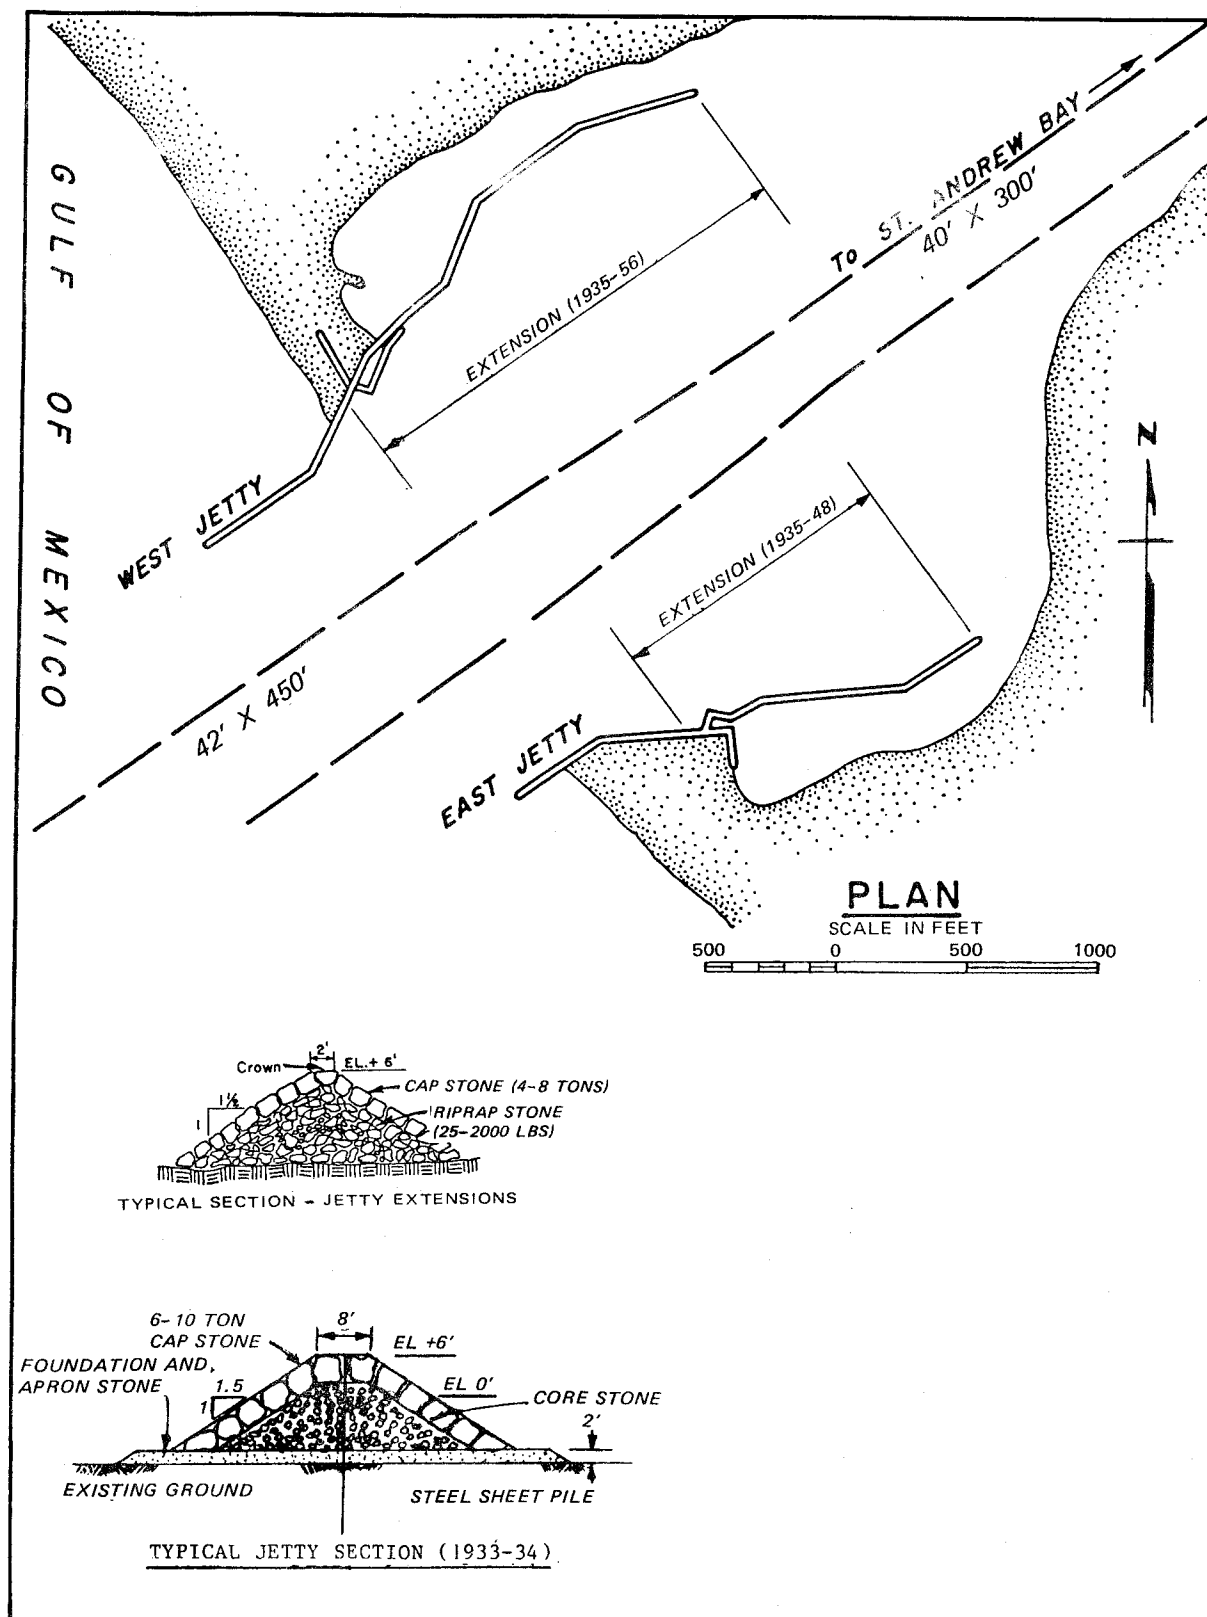 GULF OF MEXICO
To ST. ANDREW BAY
40' X 300'
EXTENSION (1935-56)
WEST JETTY
N
EXTENSION (1935-48)
42' X 450'
EAST JETTY
PLAN
SCALE IN FEET
500 0 500 1000
2'
Crown
EL.+ 6'
CAP STONE (4-8 TONS)
1 1/2
1
RIPRAP STONE
(25-2000 LBS)
TYPICAL SECTION - JETTY EXTENSIONS
6-10 TON
CAP STONE
8'
EL +6'
FOUNDATION AND,
APRON STONE
1.5
1
EL 0'
CORE STONE
2'
EXISTING GROUND
STEEL SHEET PILE
TYPICAL JETTY SECTION (1933-34)